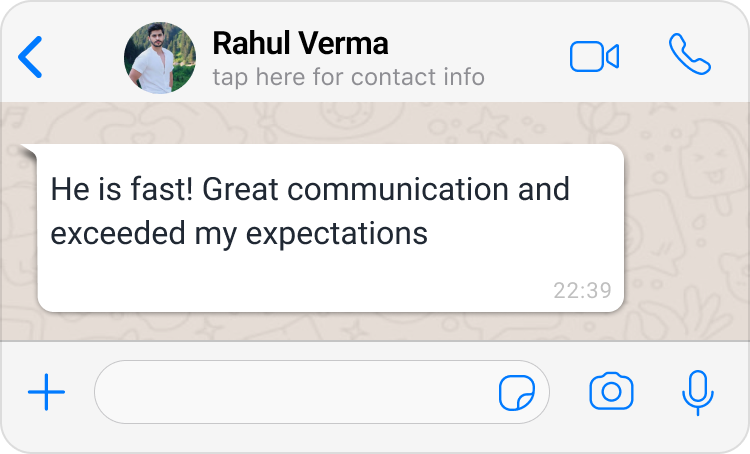 Rahul Verma
tap here for contact info
He is fast! Great communication and
exceeded my expectations
22:39